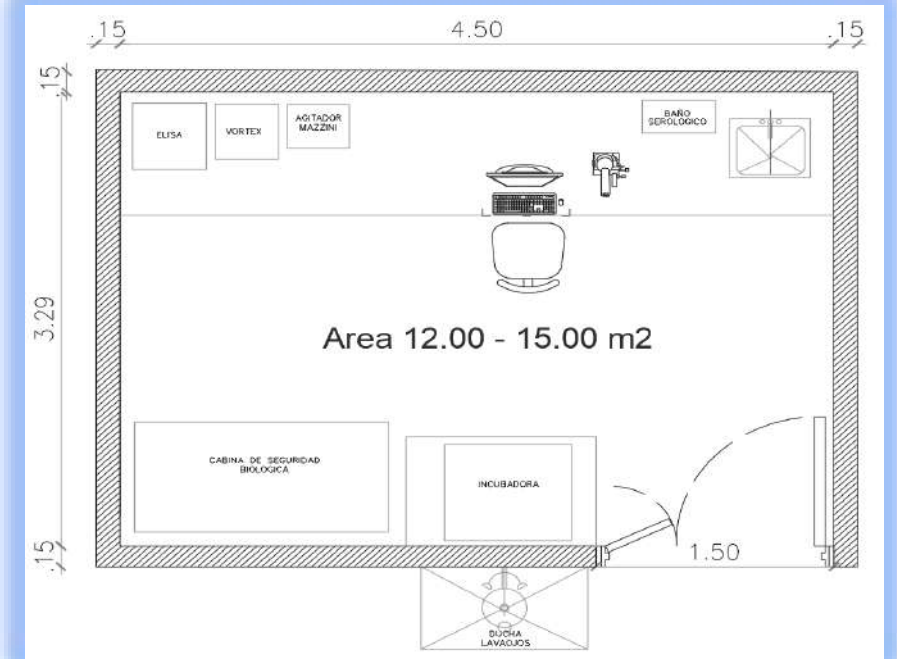 .15
4.50
.15
.15
ELISA
VORTEX
AGITADOR
MAZZINI
BAÑO
SEROLOGICO
3.29
Area 12.00 - 15.00 m2
CABINA DE SEGURIDAD
BIOLOGICA
INCUBADORA
.15
1.50
DUCHA
LAVAOJOS